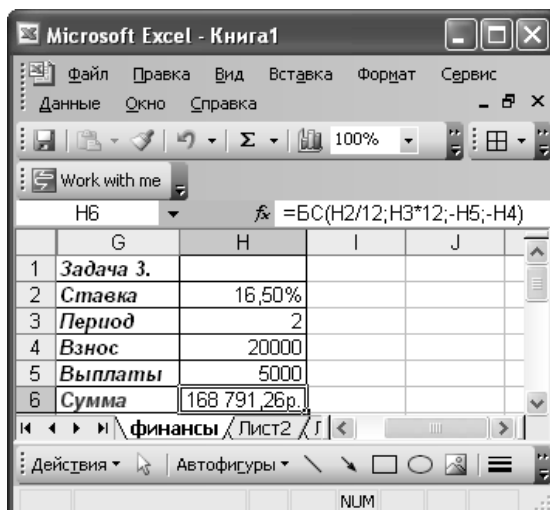 Microsoft Excel - Книга1
Файл Правка Вид Вставка Формат Сервис
Данные Окно Справка
100%
Work with me
H6 fx =БС(H2/12;H3*12;-H5;-H4)
G H I J
1 Задача 3.
2 Ставка 16,50%
3 Период 2
4 Взнос 20000
5 Выплаты 5000
6 Сумма 168 791,26р.
финансы Лист2
Действия Автофигуры
NUM